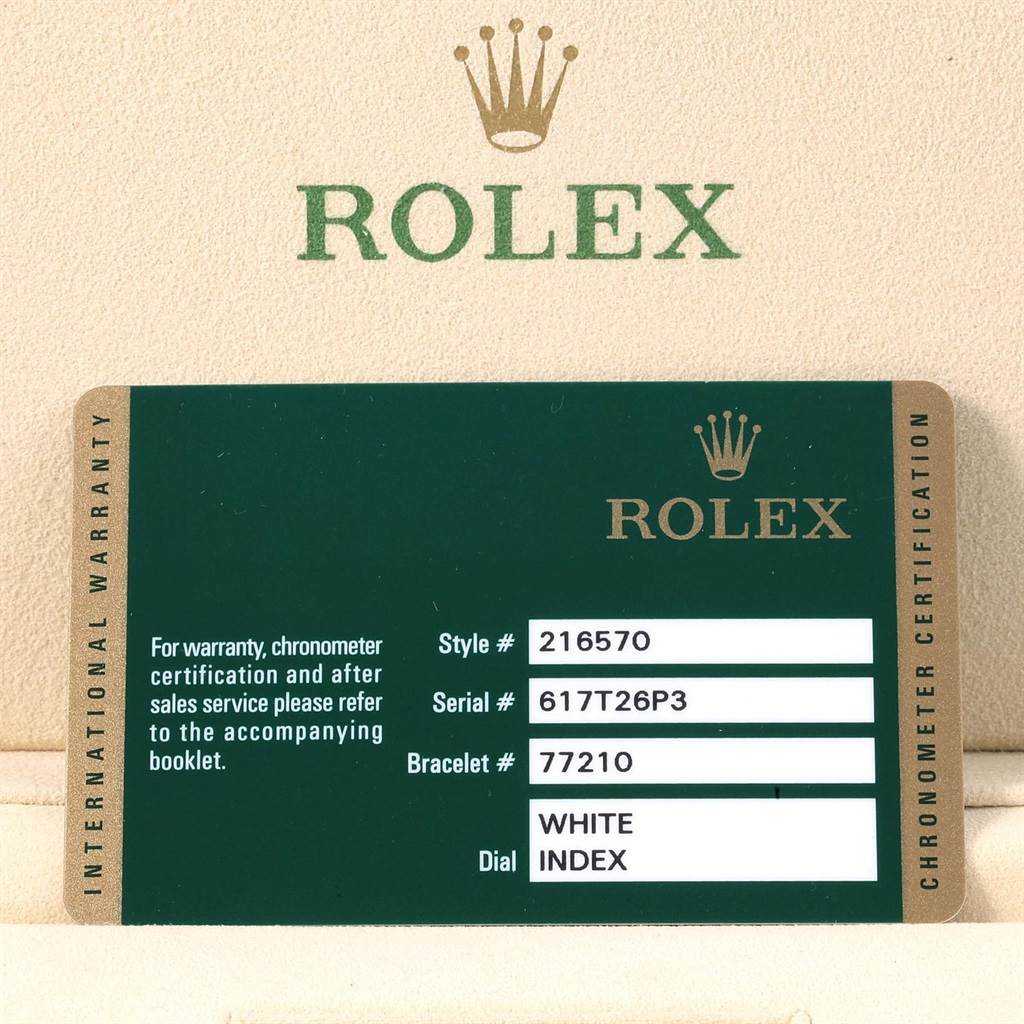 ROLEX
INTERNATIONAL WARRANTY
ROLEX
For warranty, chronometer
certification and after
sales service please refer
to the accompanying
booklet.
Style # 216570
Serial # 617T26P3
Bracelet # 77210
Dial WHITE
INDEX
CHRONOMETER CERTIFICATION